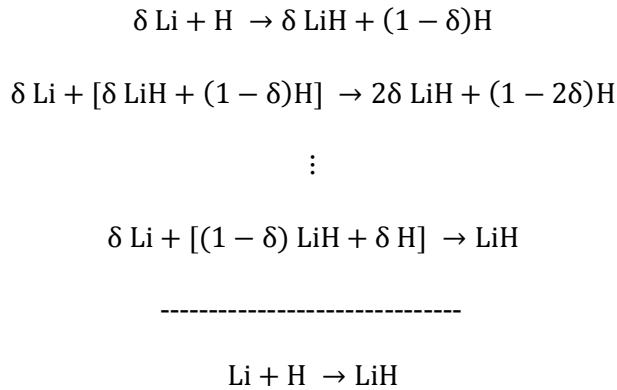 δ Li + H → δ LiH + (1 − δ)H
δ Li + [δ LiH + (1 − δ)H] → 2δ LiH + (1 − 2δ)H
⋮
δ Li + [(1 − δ) LiH + δ H] → LiH
-------------------------------
Li + H → LiH